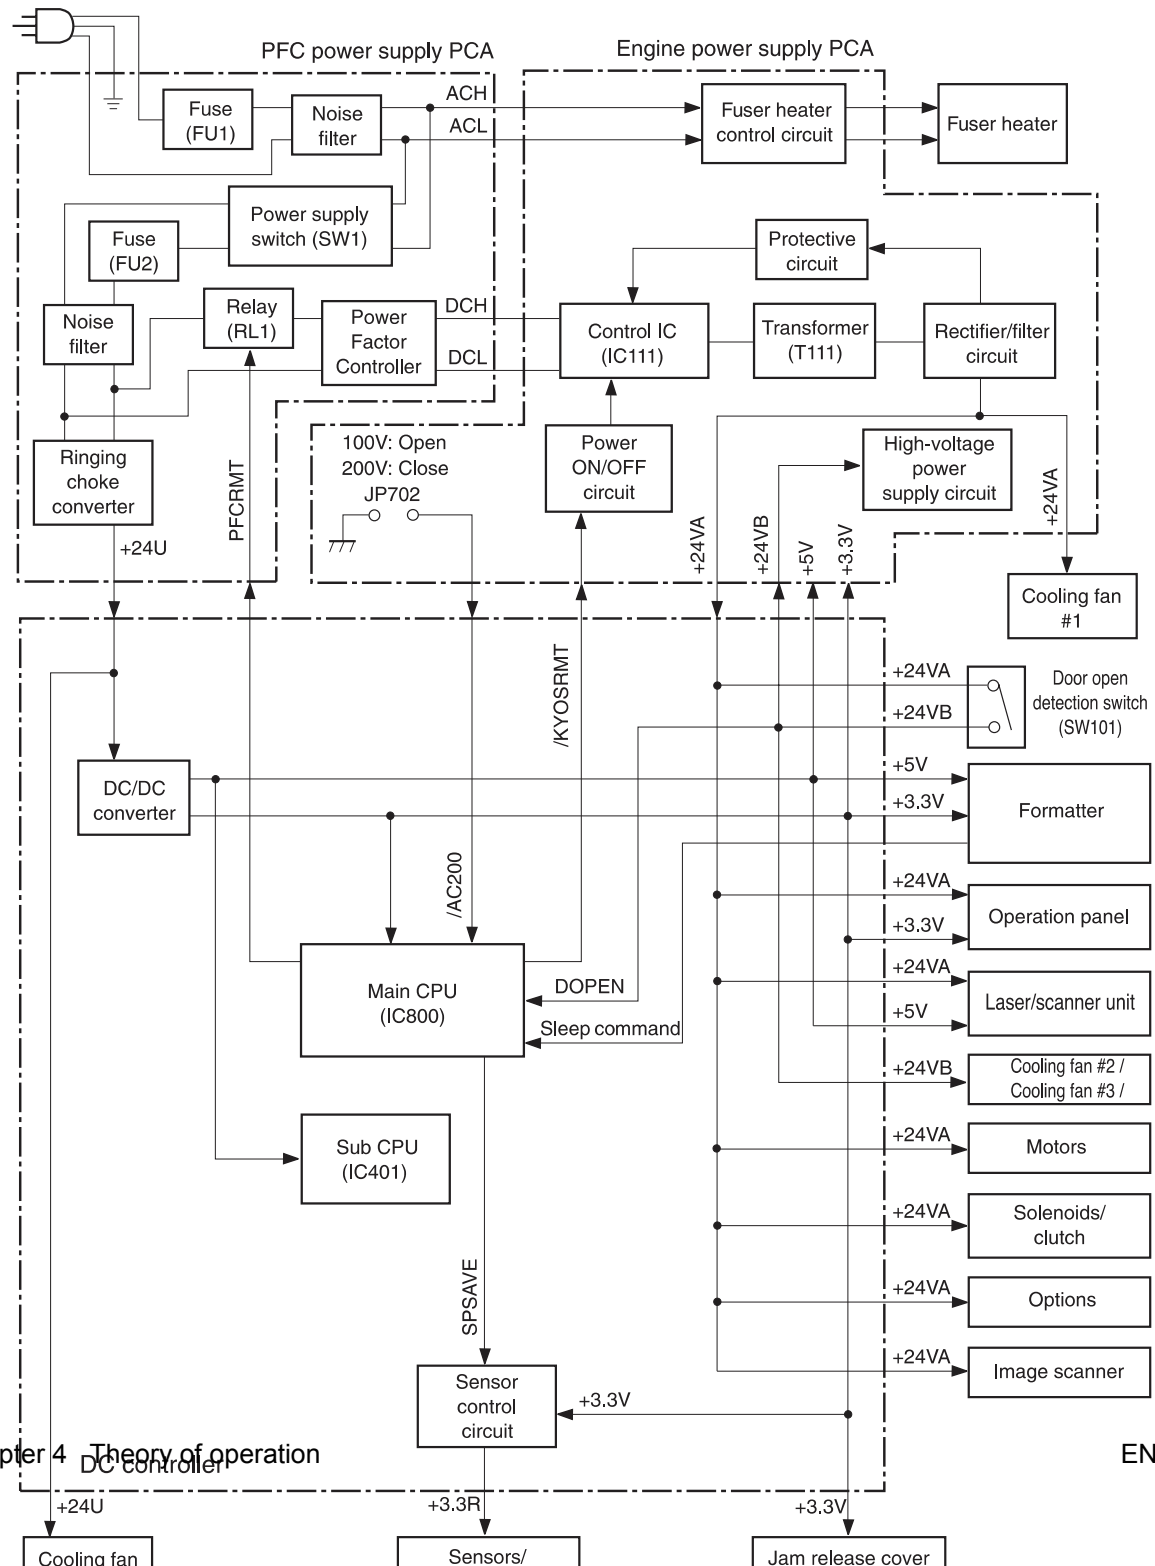 PFC power supply PCA
Engine power supply PCA
ACH
ACL
Fuse
(FU1)
Noise
filter
Fuser heater
control circuit
Fuser heater
Power supply
switch (SW1)
Fuse
(FU2)
Protective
circuit
Noise
filter
Relay
(RL1)
Power
Factor
Controller
DCH
DCL
Control IC
(IC111)
Transformer
(T111)
Rectifier/filter
circuit
Ringing
choke
converter
PFCRMT
100V: Open
200V: Close
JP702
Power
ON/OFF
circuit
High-voltage
power
supply circuit
+24U
+24VA
+24VB
+5V
+3.3V
+24VA
Cooling fan
#1
/KYOSRMT
+24VA
+24VB
Door open
detection switch
(SW101)
DC/DC
converter
+5V
+3.3V
Formatter
/AC200
+24VA
+3.3V
Operation panel
Main CPU
(IC800)
DOPEN
Sleep command
+24VA
+5V
Laser/scanner unit
+24VB
Cooling fan #2 /
Cooling fan #3 /
Sub CPU
(IC401)
+24VA
Motors
+24VA
Solenoids/
clutch
SPSAVE
+24VA
Options
+24VA
Image scanner
Sensor
control
circuit
+3.3V
pter 4 Theory of operation
EN
DC controller
+24U
+3.3R
+3.3V
Cooling fan
Sensors/
Jam release cover